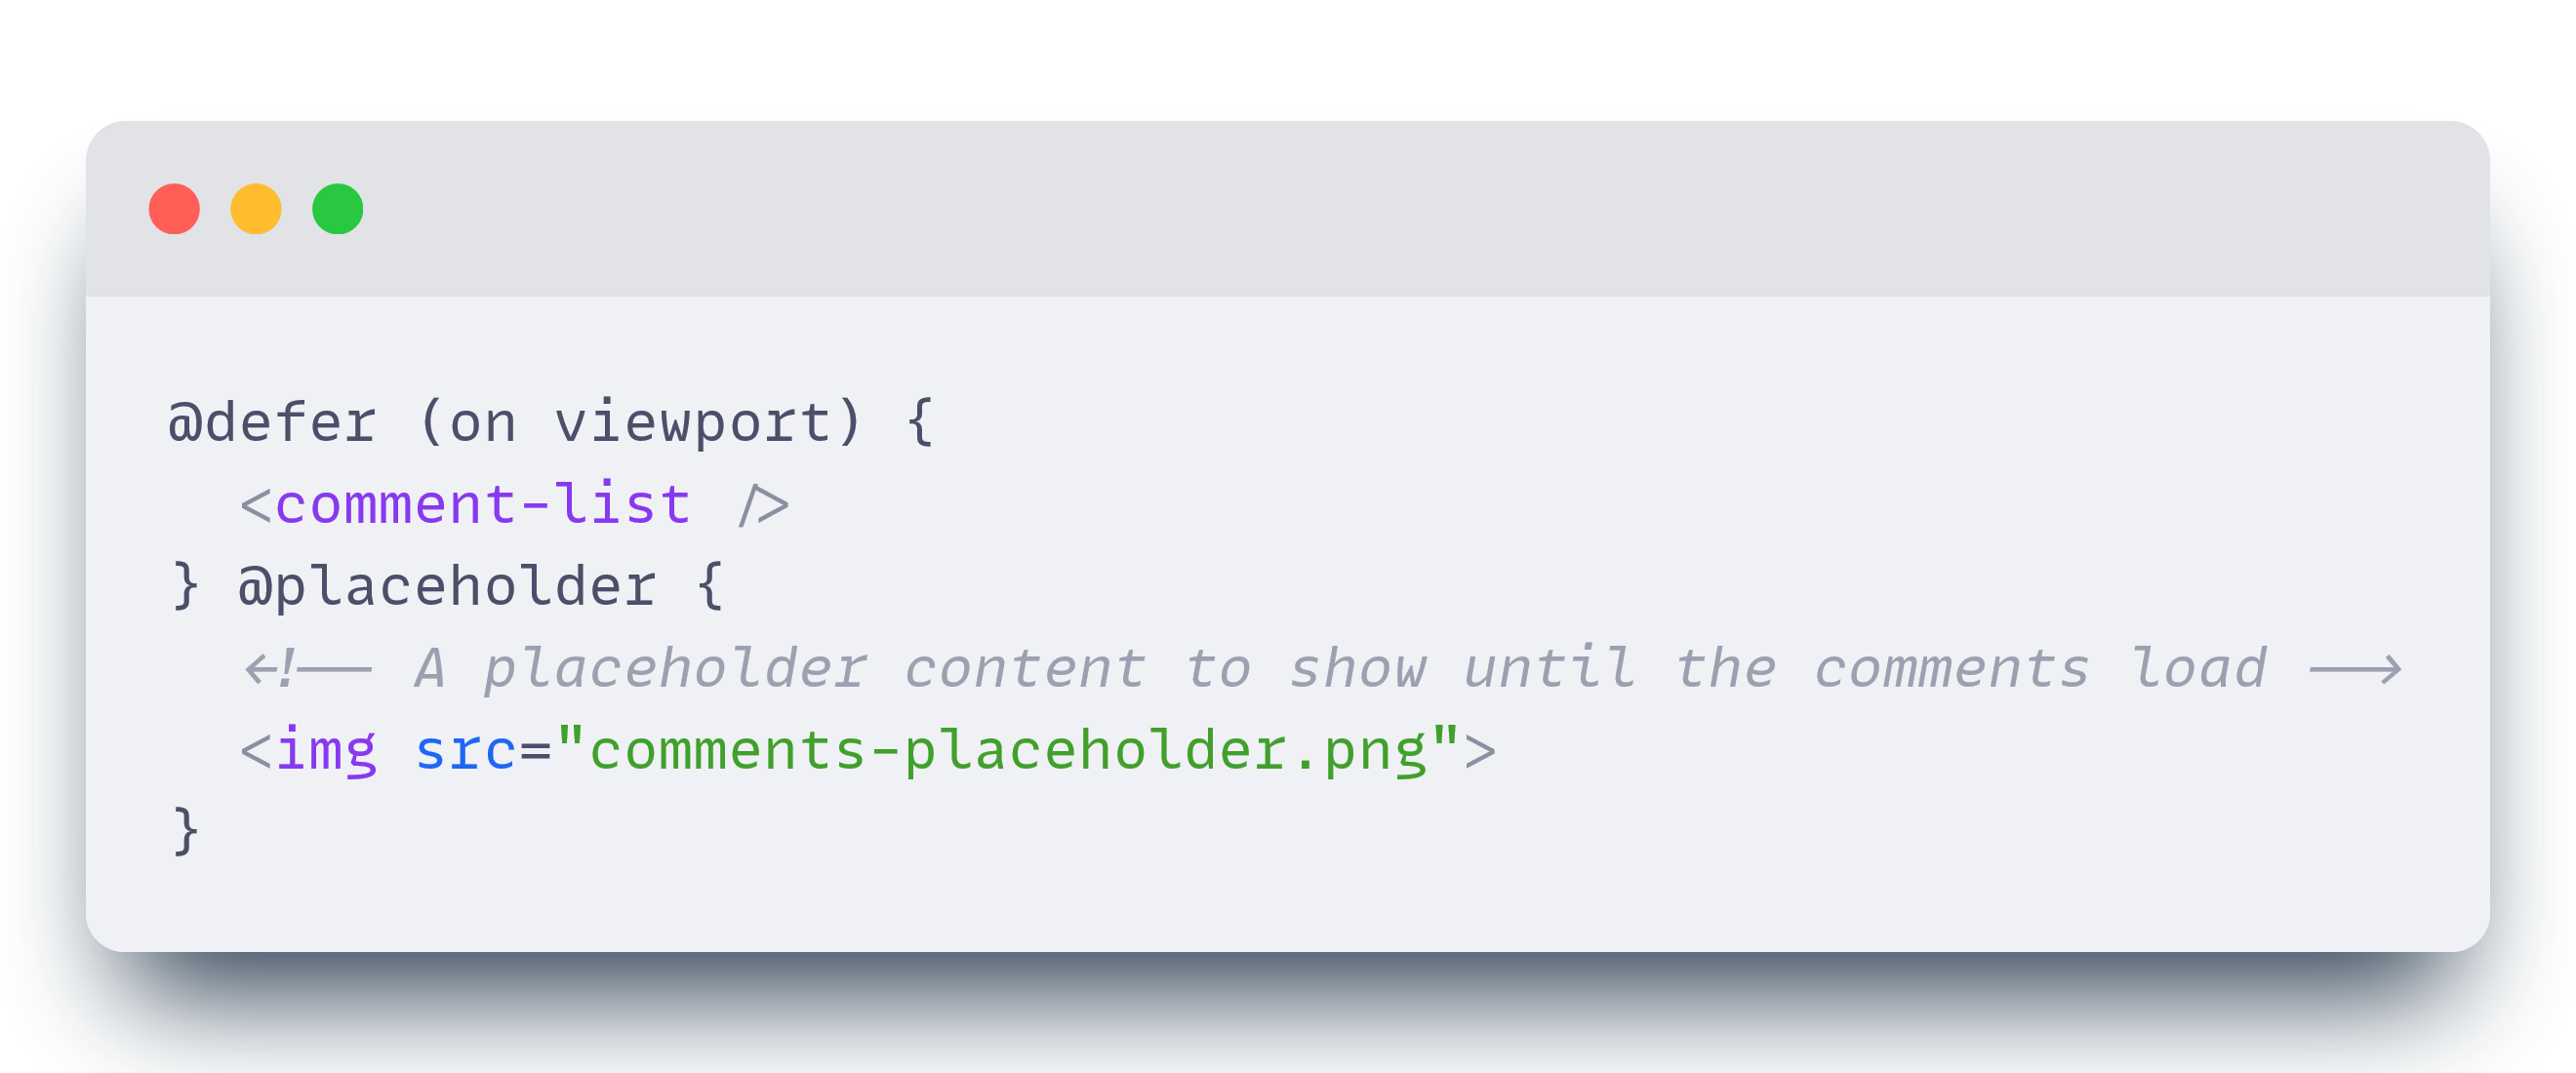 @defer (on viewport) {
  <comment-list />
} @placeholder {
  <!-- A placeholder content to show until the comments load -->
  <img src="comments-placeholder.png">
}